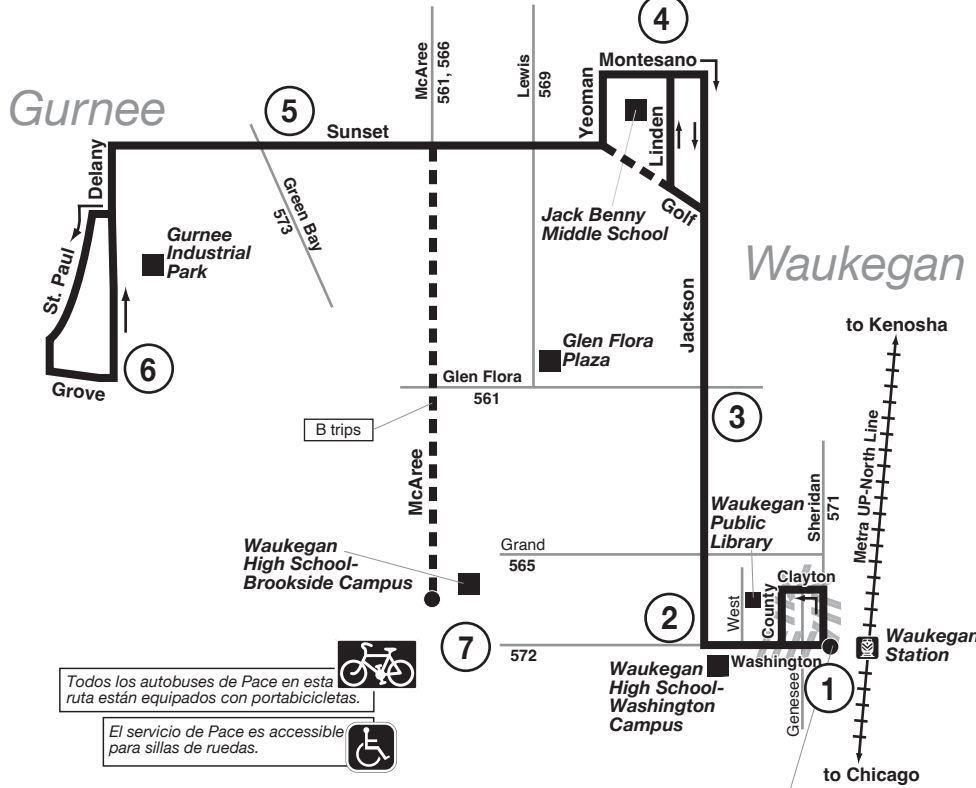 4
Montesano
McAree
561, 566
Lewis
569
Gurnee
5
Sunset
Yeoman
Linden
Delany
Green Bay
573
Golf
Jack Benny
Middle School
Gurnee
Industrial
Park
St. Paul
Waukegan
Jackson
to Kenosha
Glen Flora
Plaza
6
Grove
Glen Flora
561
3
B trips
McAree
Metra UP-North Line
Sheridan
571
Waukegan
Public
Library
Grand
565
Waukegan
High School-
Brookside Campus
Clayton
West
County
2
7
572
Washington
Waukegan
Station
Waukegan
High School-
Washington
Campus
1
Genesee
Todos los autobuses de Pace en esta
ruta están equipados con portabicicletas.
El servicio de Pace es accessible
para sillas de ruedas.
to Chicago